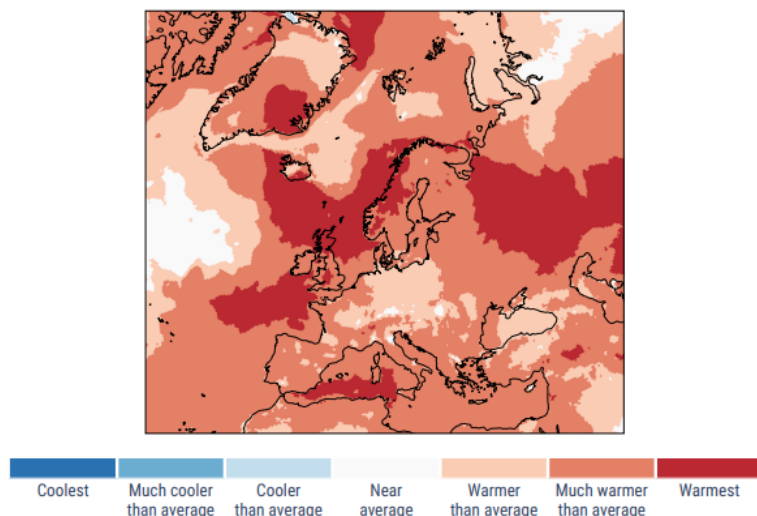 Coolest
Much cooler
than average
Cooler
than average
Near
average
Warmer
than average
Much warmer
than average
Warmest